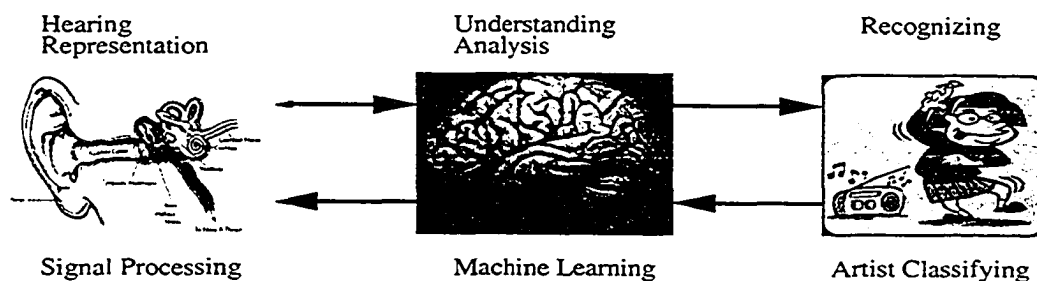 Hearing
Representation
Understanding
Analysis
Recognizing
Signal Processing
Machine Learning
Artist Classifying